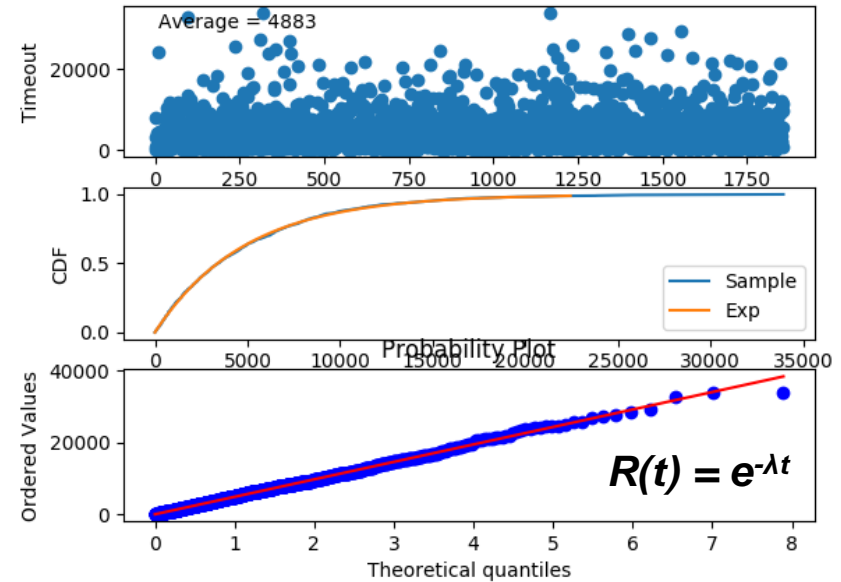 Average = 4883
Timeout
20000
0
0 250 500 750 1000 1250 1500 1750
CDF
1.0
0.5
0.0
Sample
Exp
0 5000 10000 15000 20000 25000 30000 35000
Probability Plot
Ordered Values
40000
20000
0
R(t) = e-λt
0 1 2 3 4 5 6 7 8
Theoretical quantiles